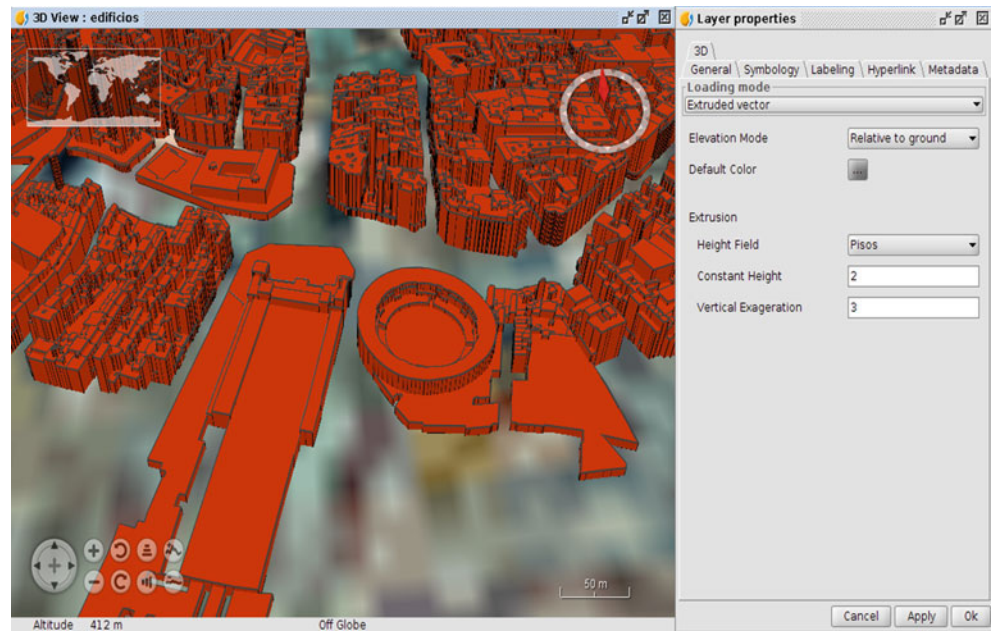 3D View : edificios
50 m
Altitude 412 m Off Globe
Layer properties
3D
General Symbology Labeling Hyperlink Metadata
Loading mode
Extruded vector
Elevation Mode Relative to ground
Default Color ...
Extrusion
Height Field Pisos
Constant Height 2
Vertical Exageration 3
Cancel Apply Ok